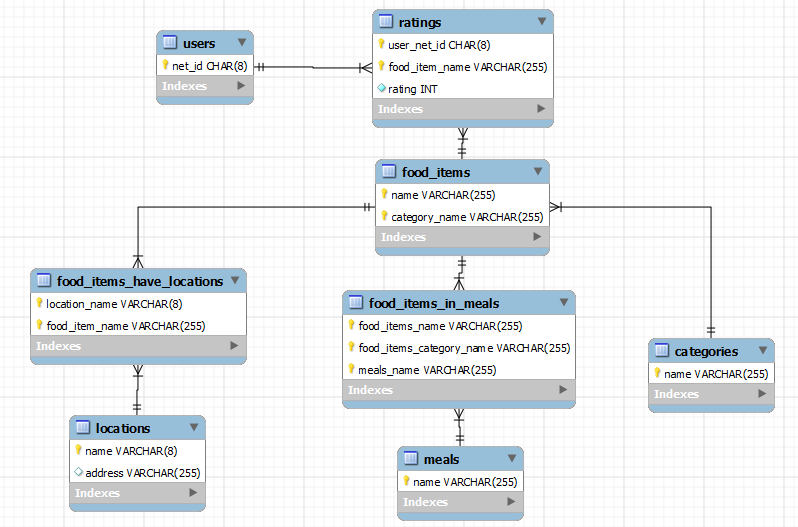 ratings
user_net_id CHAR(8)
food_item_name VARCHAR(255)
rating INT
Indexes
users
net_id CHAR(8)
Indexes
food_items
name VARCHAR(255)
category_name VARCHAR(255)
Indexes
food_items_have_locations
location_name VARCHAR(8)
food_item_name VARCHAR(255)
Indexes
food_items_in_meals
food_items_name VARCHAR(255)
food_items_category_name VARCHAR(255)
meals_name VARCHAR(255)
Indexes
categories
name VARCHAR(255)
Indexes
locations
name VARCHAR(8)
address VARCHAR(255)
Indexes
meals
name VARCHAR(255)
Indexes